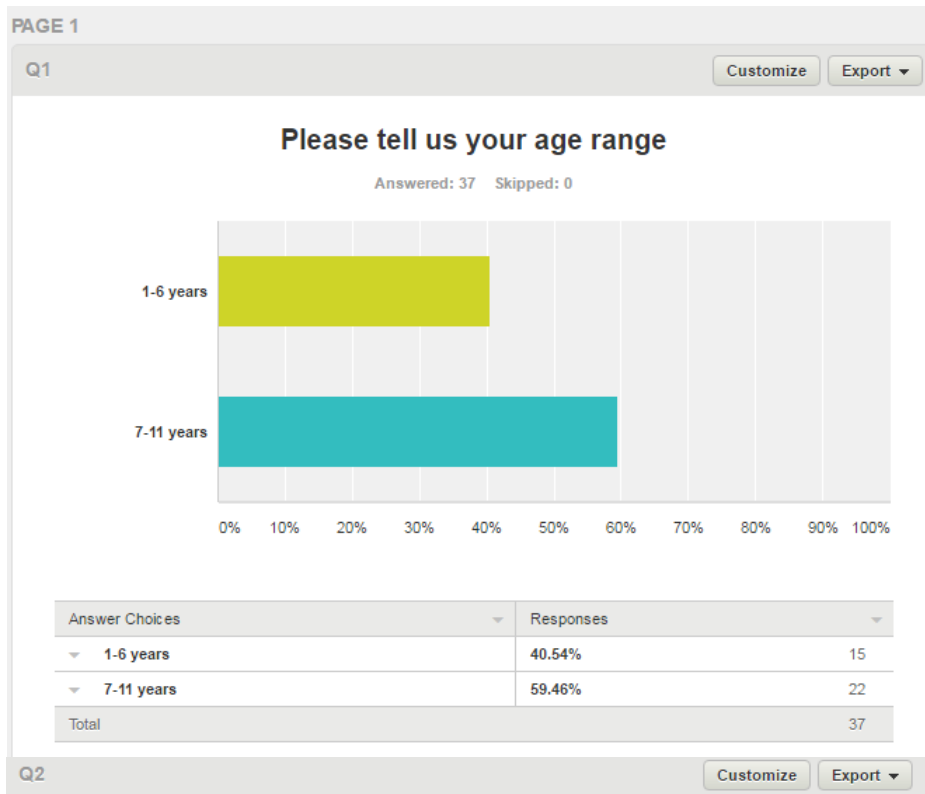 PAGE 1
Q1 Customize Export
Please tell us your age range
Answered: 37 Skipped: 0
1-6 years
7-11 years
0% 10% 20% 30% 40% 50% 60% 70% 80% 90% 100%
Answer Choices Responses
1-6 years 40.54% 15
7-11 years 59.46% 22
Total 37
Q2 Customize Export